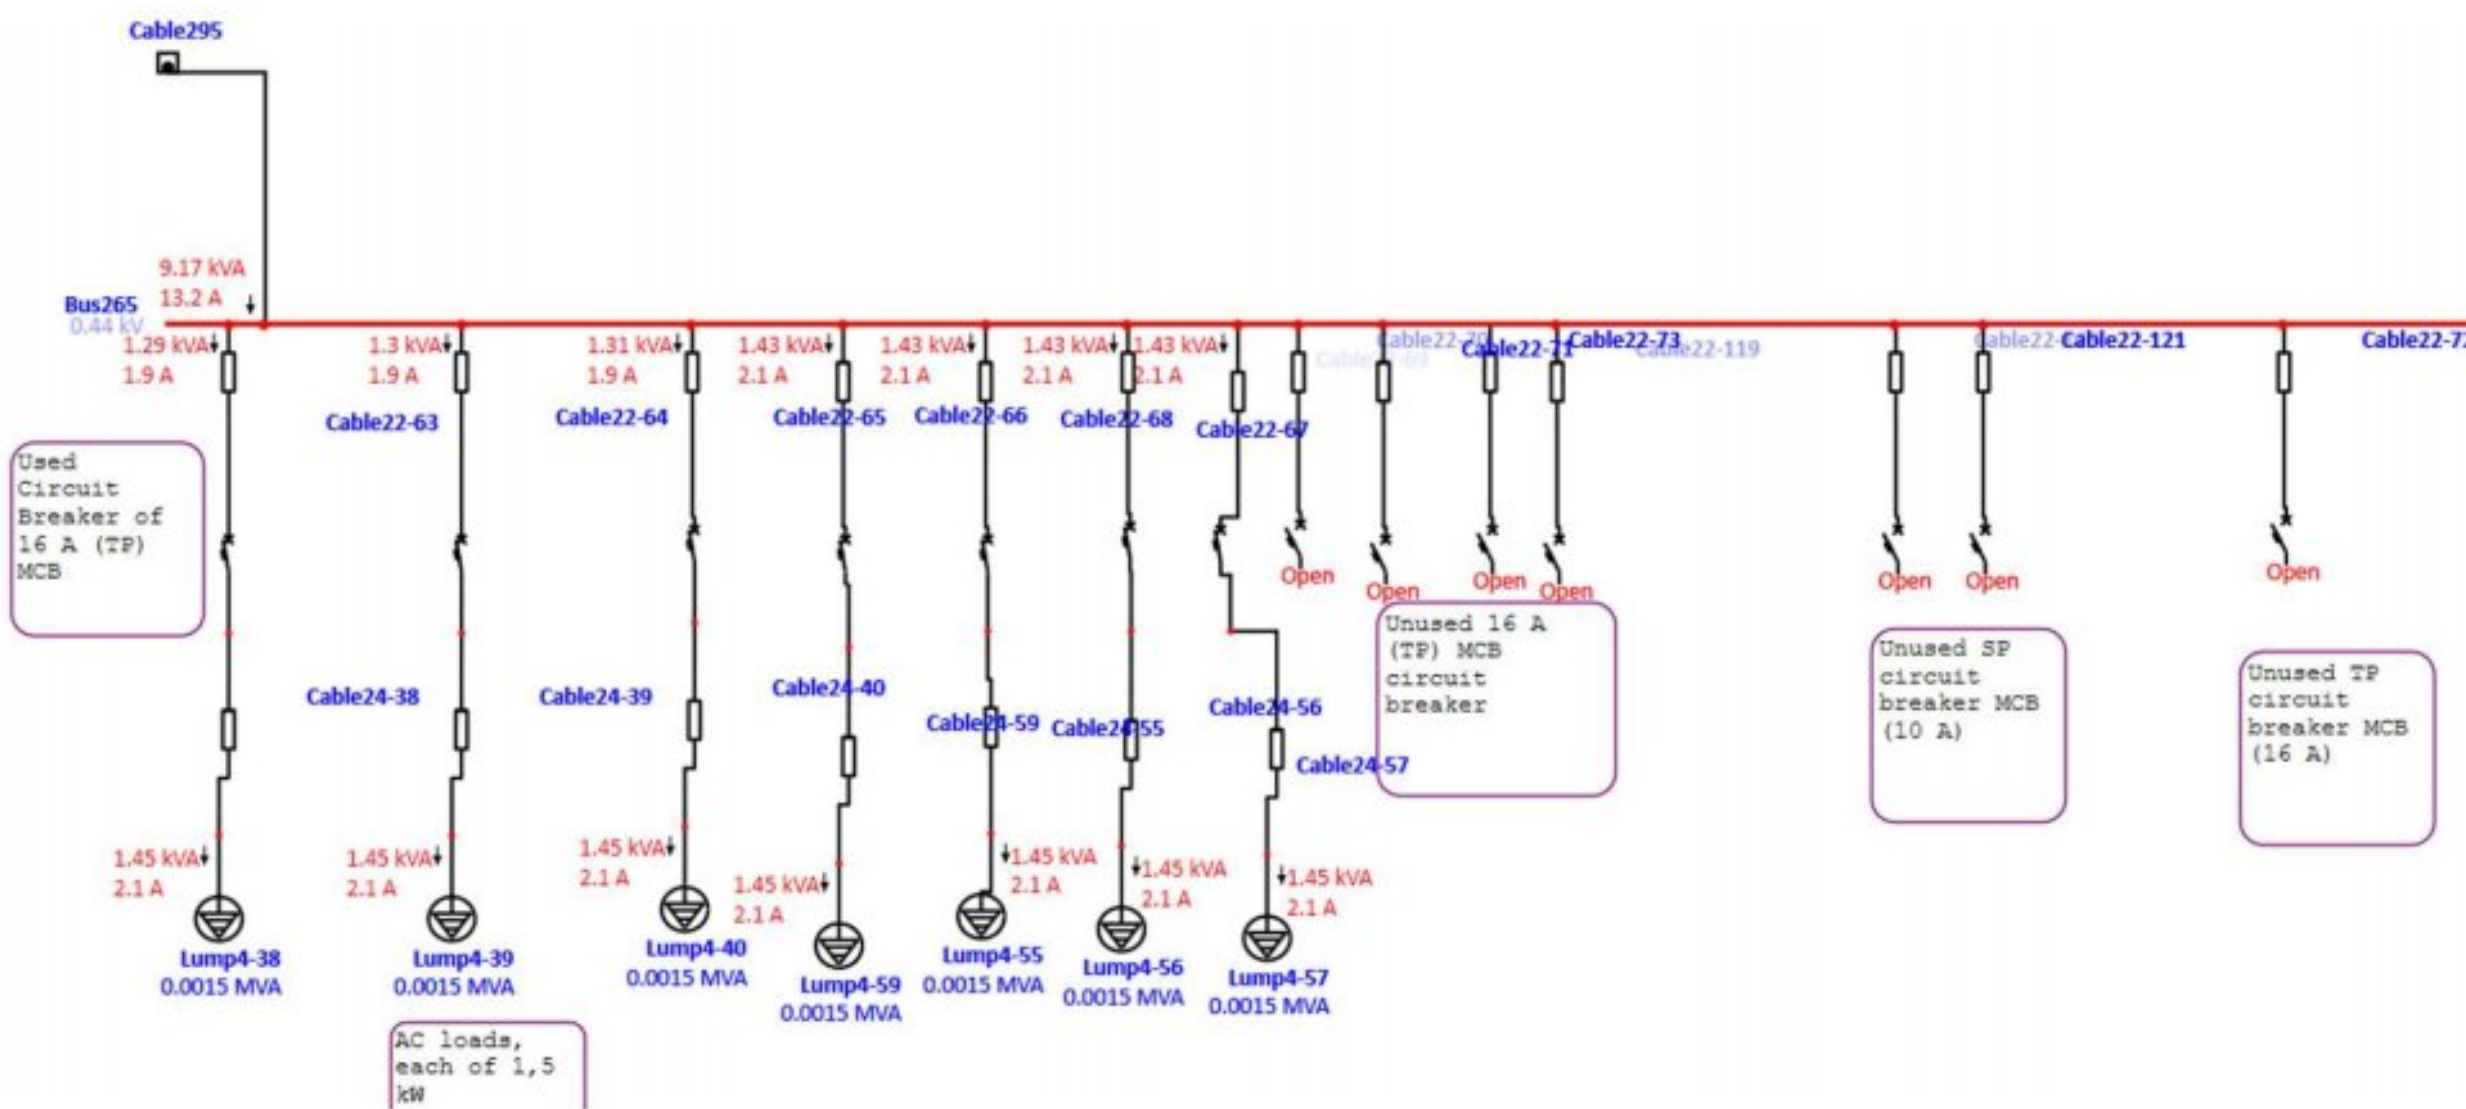 Cable295
9.17 kVA
13.2 A
Bus265
0.44 kV
1.29 kVA
1.9 A
1.3 kVA
1.9 A
1.31 kVA
1.9 A
1.43 kVA
2.1 A
1.43 kVA
2.1 A
1.43 kVA
2.1 A
1.43 kVA
2.1 A
Cable22-71
Cable22-73
Cable22-119
Cable22-121
Cable22-63
Cable22-64
Cable22-65
Cable22-66
Cable22-68
Cable22-67
Used
Circuit
Breaker of
16 A (TP)
MCB
Open
Open
Open
Open
Open
Open
Open
Unused 16 A
(TP) MCB
circuit
breaker
Unused SP
circuit
breaker MCB
(10 A)
Unused TP
circuit
breaker MCB
(16 A)
Cable24-38
Cable24-39
Cable24-40
Cable24-59
Cable24-55
Cable24-56
Cable24-57
1.45 kVA
2.1 A
1.45 kVA
2.1 A
1.45 kVA
2.1 A
1.45 kVA
2.1 A
1.45 kVA
2.1 A
1.45 kVA
2.1 A
1.45 kVA
2.1 A
Lump4-38
0.0015 MVA
Lump4-39
0.0015 MVA
Lump4-40
0.0015 MVA
Lump4-59
0.0015 MVA
Lump4-55
0.0015 MVA
Lump4-56
0.0015 MVA
Lump4-57
0.0015 MVA
AC loads,
each of 1,5
kW